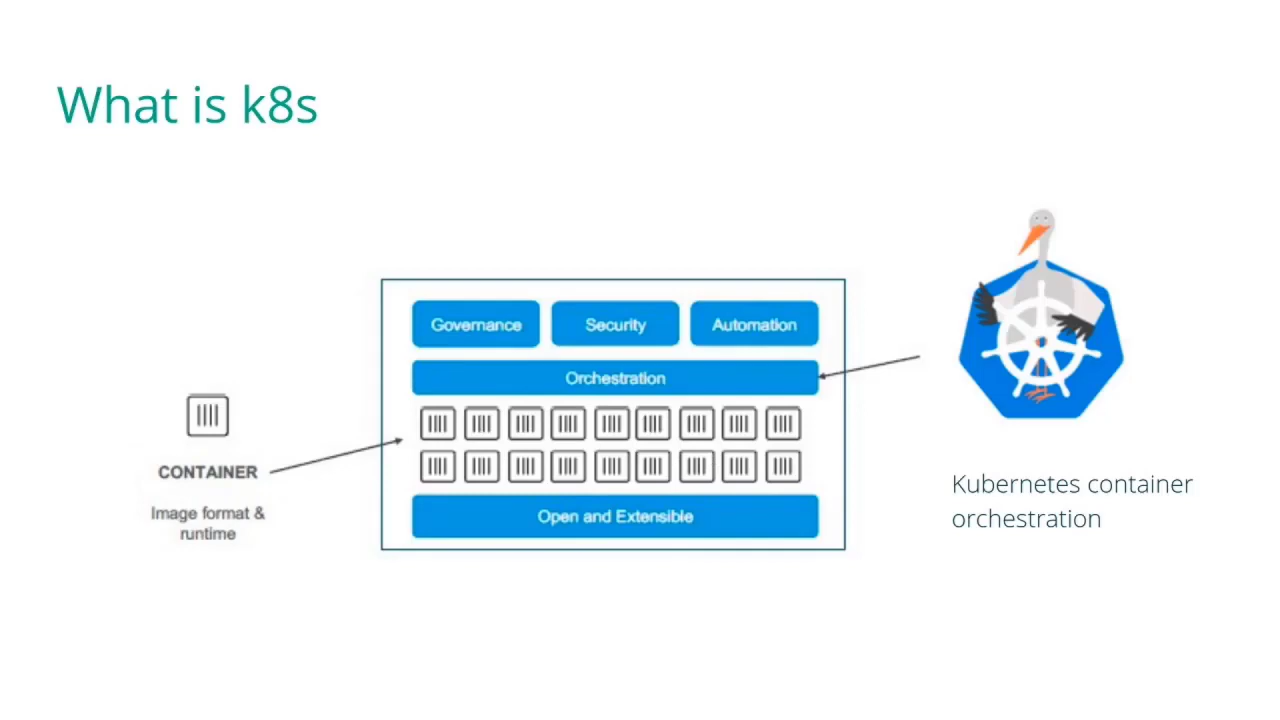 What is k8s
Governance
Security
Automation
Orchestration
CONTAINER
Image format &
runtime
Open and Extensible
Kubernetes container
orchestration